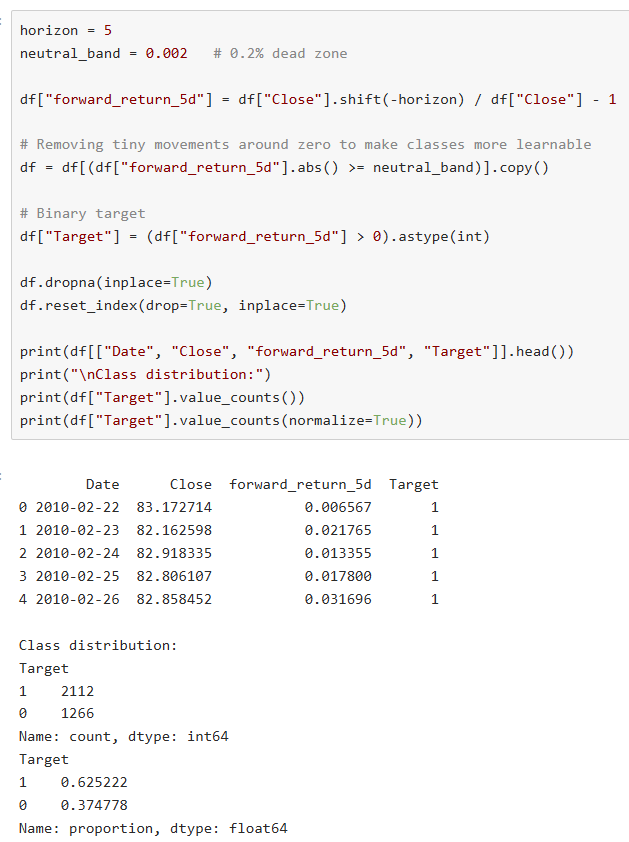 horizon = 5
neutral_band = 0.002   # 0.2% dead zone
df["forward_return_5d"] = df["Close"].shift(-horizon) / df["Close"] - 1
# Removing tiny movements around zero to make classes more learnable
df = df[(df["forward_return_5d"].abs() >= neutral_band)].copy()
# Binary target
df["Target"] = (df["forward_return_5d"] > 0).astype(int)
df.dropna(inplace=True)
df.reset_index(drop=True, inplace=True)
print(df[["Date", "Close", "forward_return_5d", "Target"]].head())
print("\nClass distribution:")
print(df["Target"].value_counts())
print(df["Target"].value_counts(normalize=True))
        Date      Close  forward_return_5d  Target
0 2010-02-22  83.172714           0.006567       1
1 2010-02-23  82.162598           0.021765       1
2 2010-02-24  82.918335           0.013355       1
3 2010-02-25  82.806107           0.017800       1
4 2010-02-26  82.858452           0.031696       1
Class distribution:
Target
1    2112
0    1266
Name: count, dtype: int64
Target
1    0.625222
0    0.374778
Name: proportion, dtype: float64